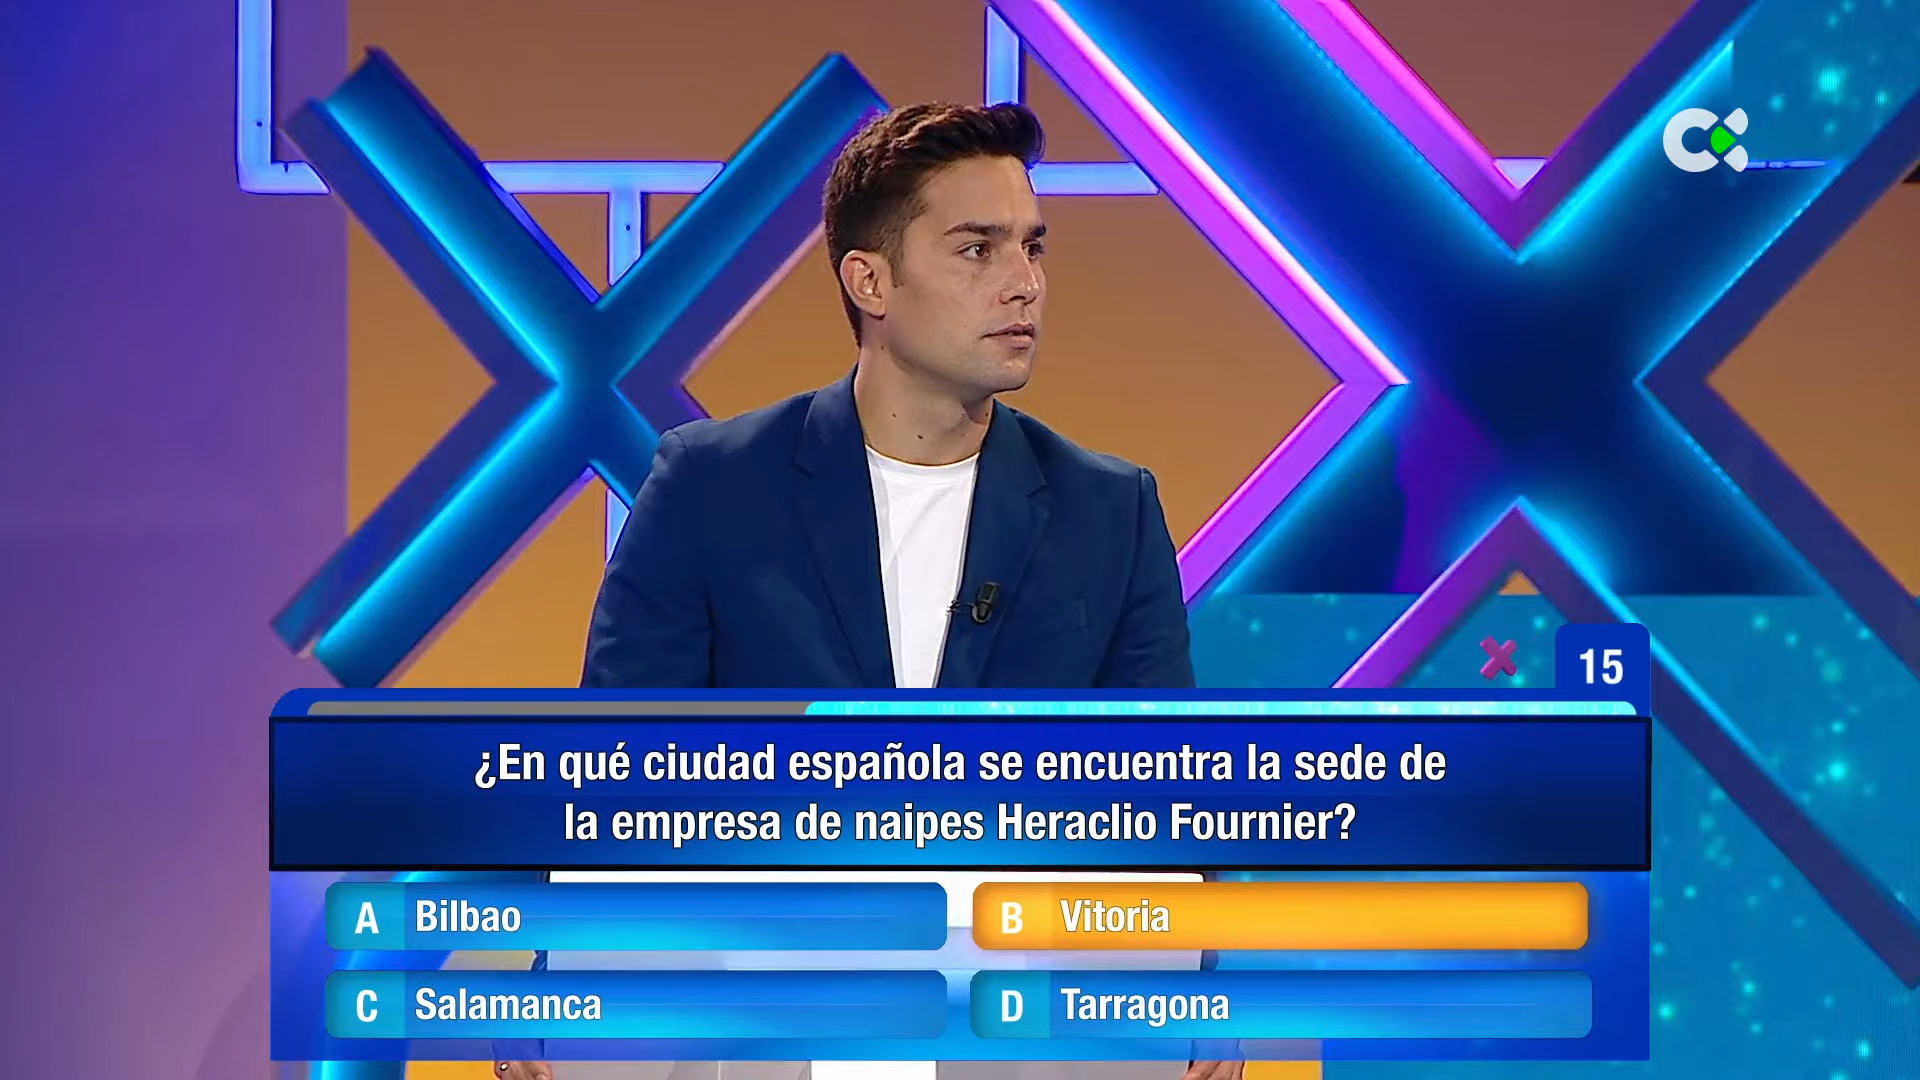 15
¿En qué ciudad española se encuentra la sede de
la empresa de naipes Heraclio Fournier?
A Bilbao
B Vitoria
C Salamanca
D Tarragona